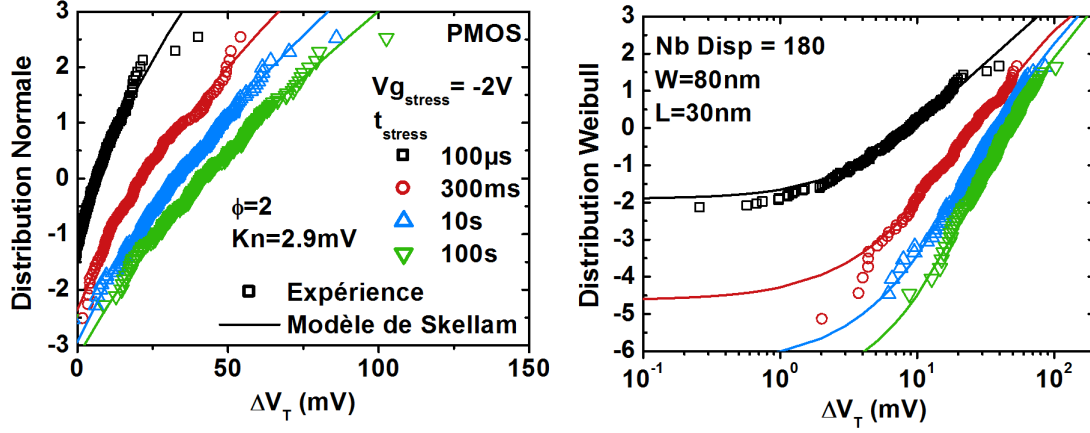 3
2
1
0
-1
-2
-3
Distribution Normale
0
25
50
75
100
125
150
ΔV_T (mV)
PMOS
Vg_stress = -2V
t_stress
100µs
300ms
10s
100s
ϕ=2
Kn=2.9mV
Expérience
Modèle de Skellam
3
2
1
0
-1
-2
-3
-4
-5
-6
Distribution Weibull
10^-1
10^0
10^1
10^2
ΔV_T (mV)
Nb Disp = 180
W=80nm
L=30nm